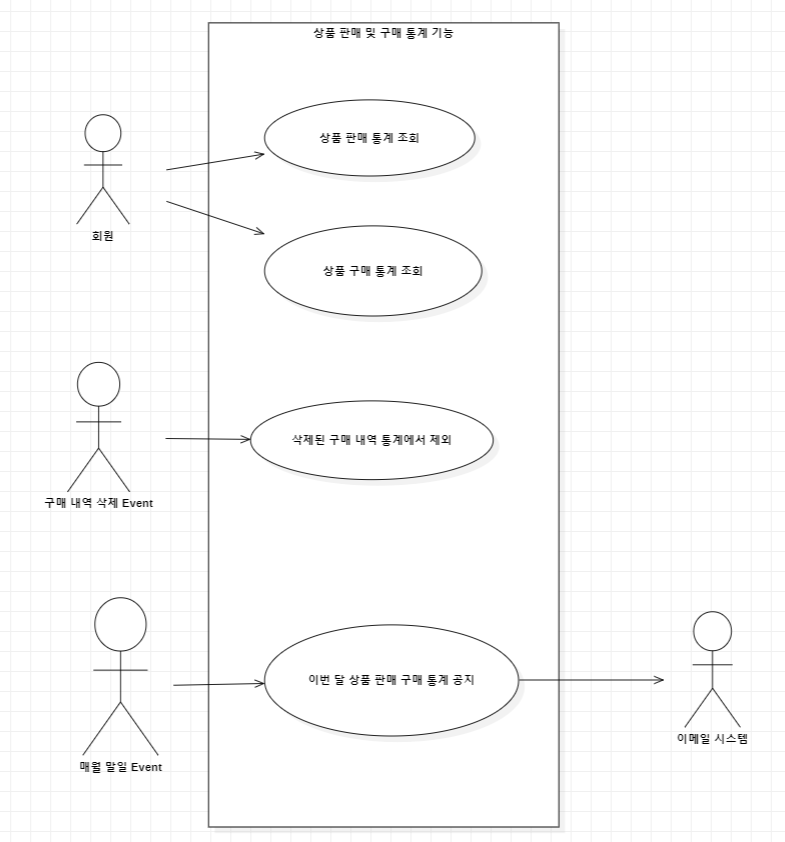 상품 판매 및 구매 통계 기능
상품 판매 통계 조회
회원
상품 구매 통계 조회
삭제된 구매 내역 통계에서 제외
구매 내역 삭제 Event
이번 달 상품 판매 구매 통계 공지
이메일 시스템
매월 말일 Event